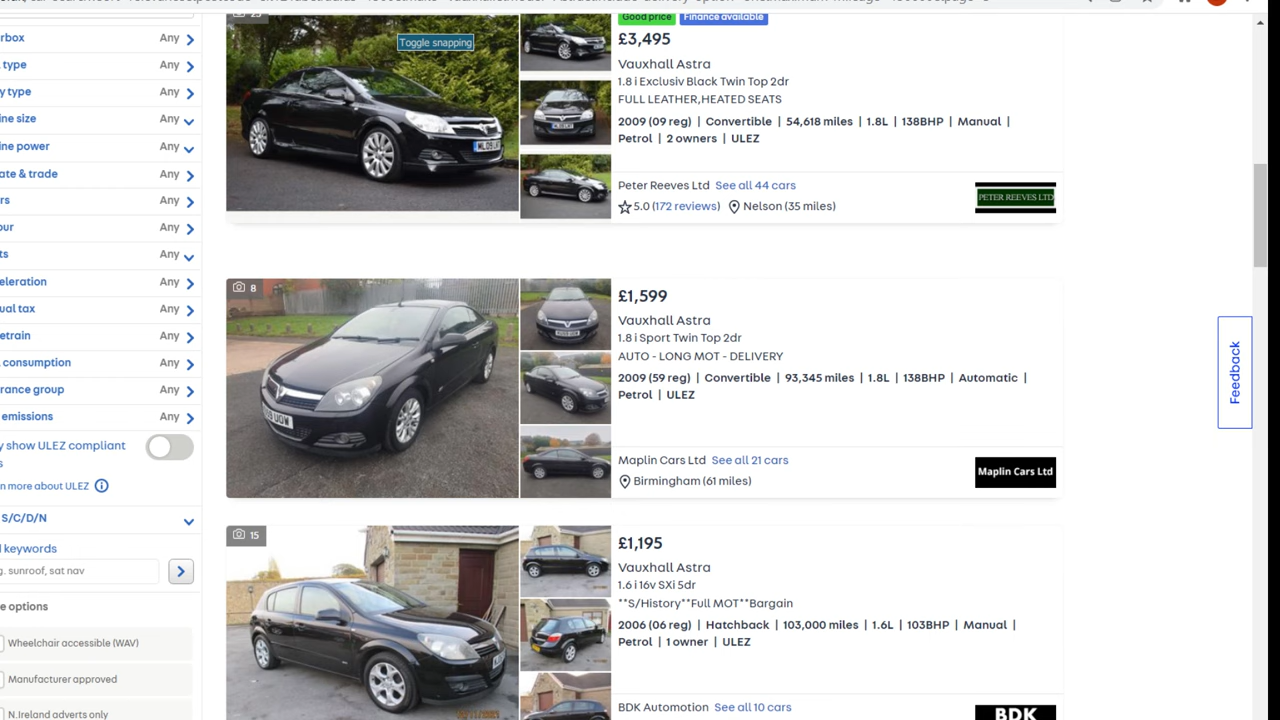 rbox Any
type Any
y type Any
ine size Any
ine power Any
ate & trade Any
rs Any
our Any
ts Any
eleration Any
ual tax Any
etrain Any
consumption Any
rance group Any
emissions Any
y show ULEZ compliant
s
n more about ULEZ
S/C/D/N
l keywords
g. sunroof, sat nav
e options
Wheelchair accessible (WAV)
Manufacturer approved
N.Ireland adverts only
Toggle snapping
Good price Finance available
£3,495
Vauxhall Astra
1.8 i Exclusiv Black Twin Top 2dr
FULL LEATHER,HEATED SEATS
2009 (09 reg) | Convertible | 54,618 miles | 1.8L | 138BHP | Manual |
Petrol | 2 owners | ULEZ
Peter Reeves Ltd See all 44 cars
5.0 (172 reviews) Nelson (35 miles)
PETER REEVES LTD
8
£1,599
Vauxhall Astra
1.8 i Sport Twin Top 2dr
AUTO - LONG MOT - DELIVERY
2009 (59 reg) | Convertible | 93,345 miles | 1.8L | 138BHP | Automatic |
Petrol | ULEZ
Maplin Cars Ltd See all 21 cars
Birmingham (61 miles)
Maplin Cars Ltd
15
£1,195
Vauxhall Astra
1.6 i 16v SXi 5dr
**S/History**Full MOT**Bargain
2006 (06 reg) | Hatchback | 103,000 miles | 1.6L | 103BHP | Manual |
Petrol | 1 owner | ULEZ
BDK Automotion See all 10 cars
BDK
Feedback